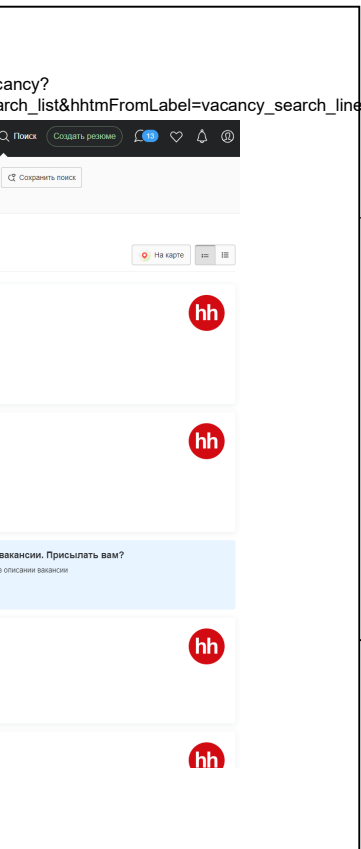 cancy?
arch_list&hhtmFromLabel=vacancy_search_line
Поиск
Создать резюме
13
Сохранить поиск
На карте
hh
hh
вакансии. Присылать вам?
в описании вакансии
hh
hh